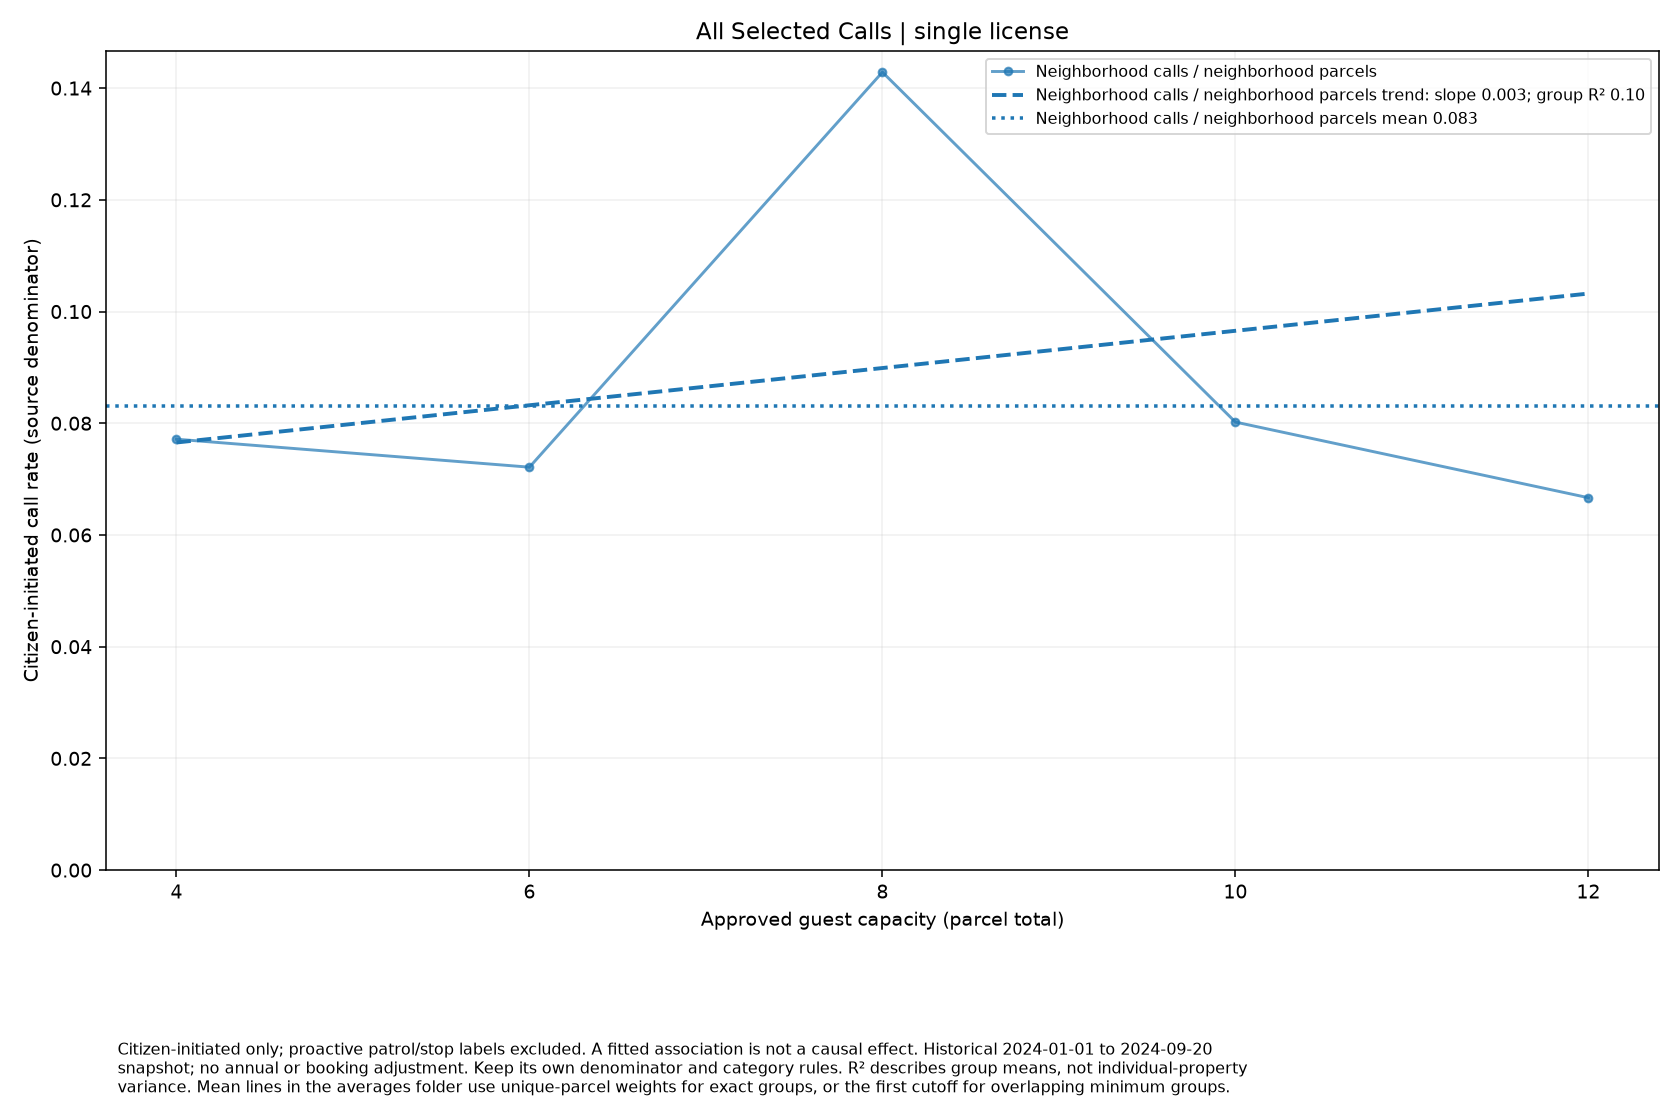 All Selected Calls | single license
Neighborhood calls / neighborhood parcels
Neighborhood calls / neighborhood parcels trend: slope 0.003; group R² 0.10
Neighborhood calls / neighborhood parcels mean 0.083
Citizen-initiated call rate (source denominator)
0.14
0.12
0.10
0.08
0.06
0.04
0.02
0.00
4 6 8 10 12
Approved guest capacity (parcel total)
Citizen-initiated only; proactive patrol/stop labels excluded. A fitted association is not a causal effect. Historical 2024-01-01 to 2024-09-20
snapshot; no annual or booking adjustment. Keep its own denominator and category rules. R² describes group means, not individual-property
variance. Mean lines in the averages folder use unique-parcel weights for exact groups, or the first cutoff for overlapping minimum groups.